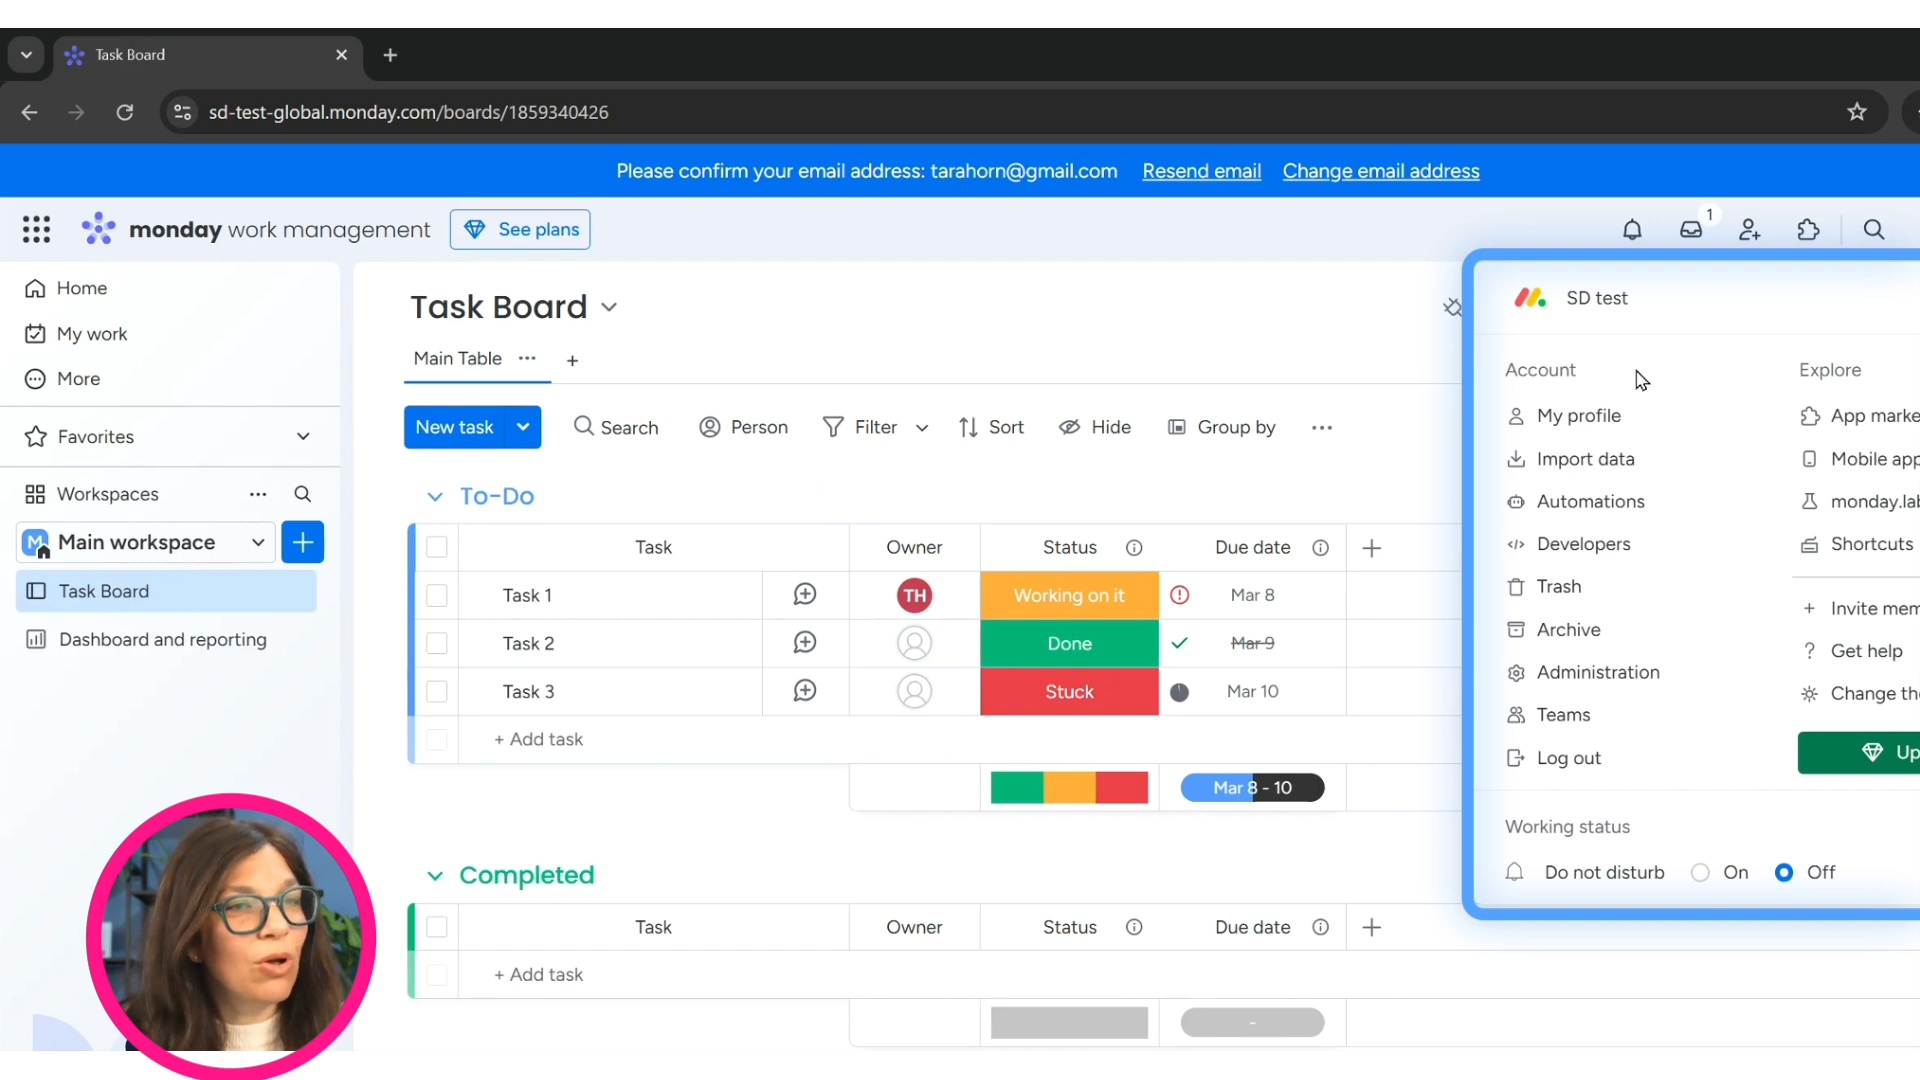 Task Board
sd-test-global.monday.com/boards/1859340426
Please confirm your email address: tarahorn@gmail.com Resend email Change email address
monday work management See plans
1
Home
My work
More
Favorites
Workspaces
M Main workspace
Task Board
Dashboard and reporting
Task Board
Main Table
New task Search Person Filter Sort Hide Group by
To-Do
Task Owner Status Due date
Task 1 TH Working on it Mar 8
Task 2 Done Mar 9
Task 3 Stuck Mar 10
+ Add task
Mar 8 - 10
Completed
Task Owner Status Due date
+ Add task
-
SD test
Account
My profile
Import data
Automations
Developers
Trash
Archive
Administration
Teams
Log out
Explore
App marke
Mobile app
monday.lab
Shortcuts
Invite mem
Get help
Change the
Up
Working status
Do not disturb On Off